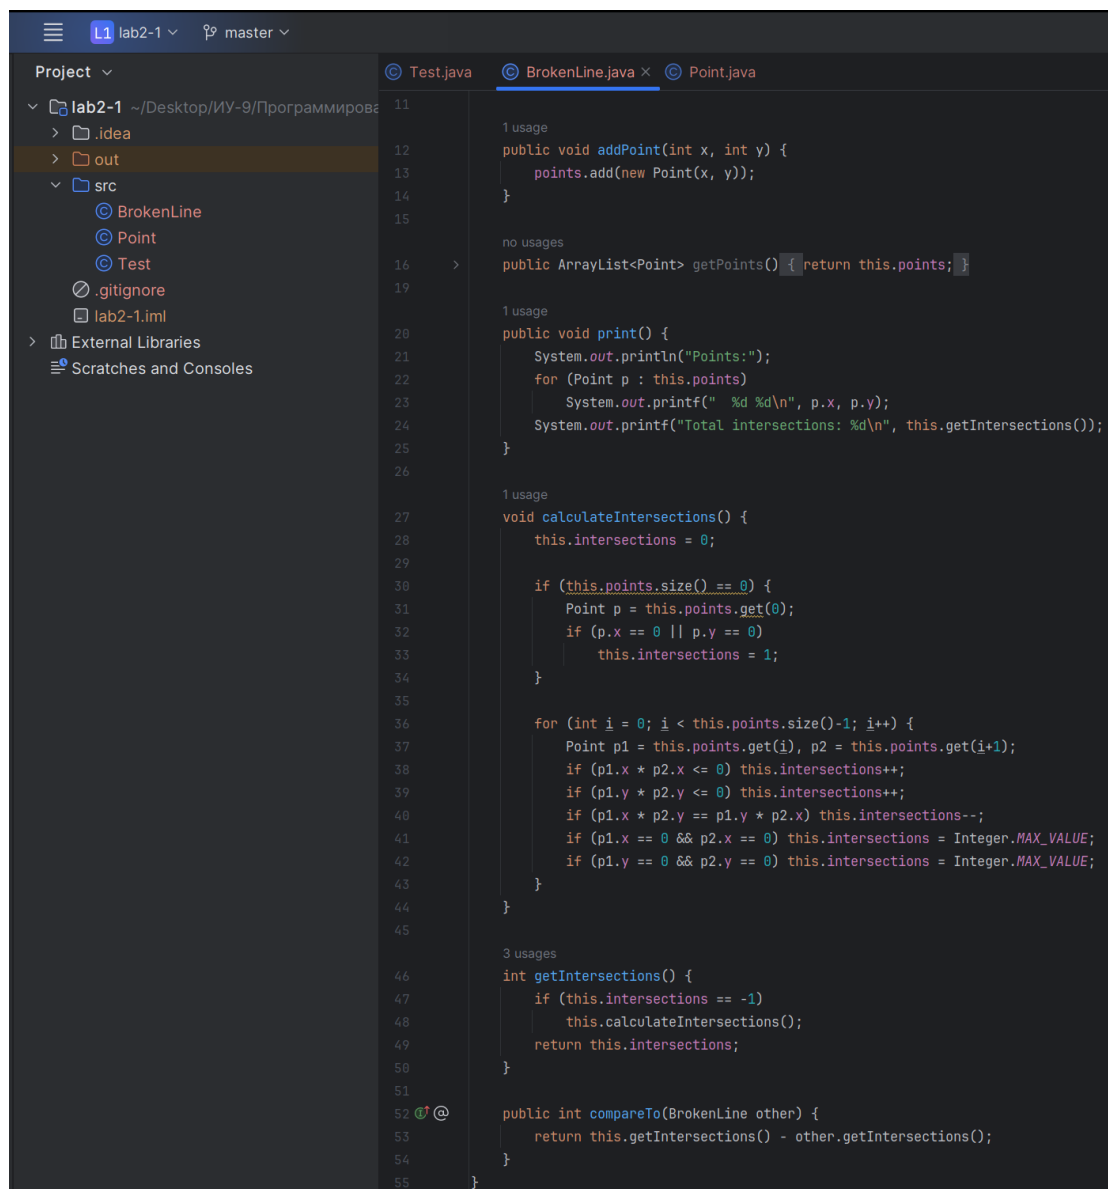 L1 lab2-1 master
Project
Test.java BrokenLine.java Point.java
lab2-1 ~/Desktop/ИУ-9/Программирова
.idea
out
src
BrokenLine
Point
Test
.gitignore
lab2-1.iml
External Libraries
Scratches and Consoles
11
1 usage
12 public void addPoint(int x, int y) {
13 points.add(new Point(x, y));
14 }
15
no usages
16 public ArrayList<Point> getPoints() { return this.points; }
19
1 usage
20 public void print() {
21 System.out.println("Points:");
22 for (Point p : this.points)
23 System.out.printf("  %d %d\n", p.x, p.y);
24 System.out.printf("Total intersections: %d\n", this.getIntersections());
25 }
26
1 usage
27 void calculateIntersections() {
28 this.intersections = 0;
29
30 if (this.points.size() == 0) {
31 Point p = this.points.get(0);
32 if (p.x == 0 || p.y == 0)
33 this.intersections = 1;
34 }
35
36 for (int i = 0; i < this.points.size()-1; i++) {
37 Point p1 = this.points.get(i), p2 = this.points.get(i+1);
38 if (p1.x * p2.x <= 0) this.intersections++;
39 if (p1.y * p2.y <= 0) this.intersections++;
40 if (p1.x * p2.y == p1.y * p2.x) this.intersections--;
41 if (p1.x == 0 && p2.x == 0) this.intersections = Integer.MAX_VALUE;
42 if (p1.y == 0 && p2.y == 0) this.intersections = Integer.MAX_VALUE;
43 }
44 }
45
3 usages
46 int getIntersections() {
47 if (this.intersections == -1)
48 this.calculateIntersections();
49 return this.intersections;
50 }
51
52 public int compareTo(BrokenLine other) {
53 return this.getIntersections() - other.getIntersections();
54 }
55 }